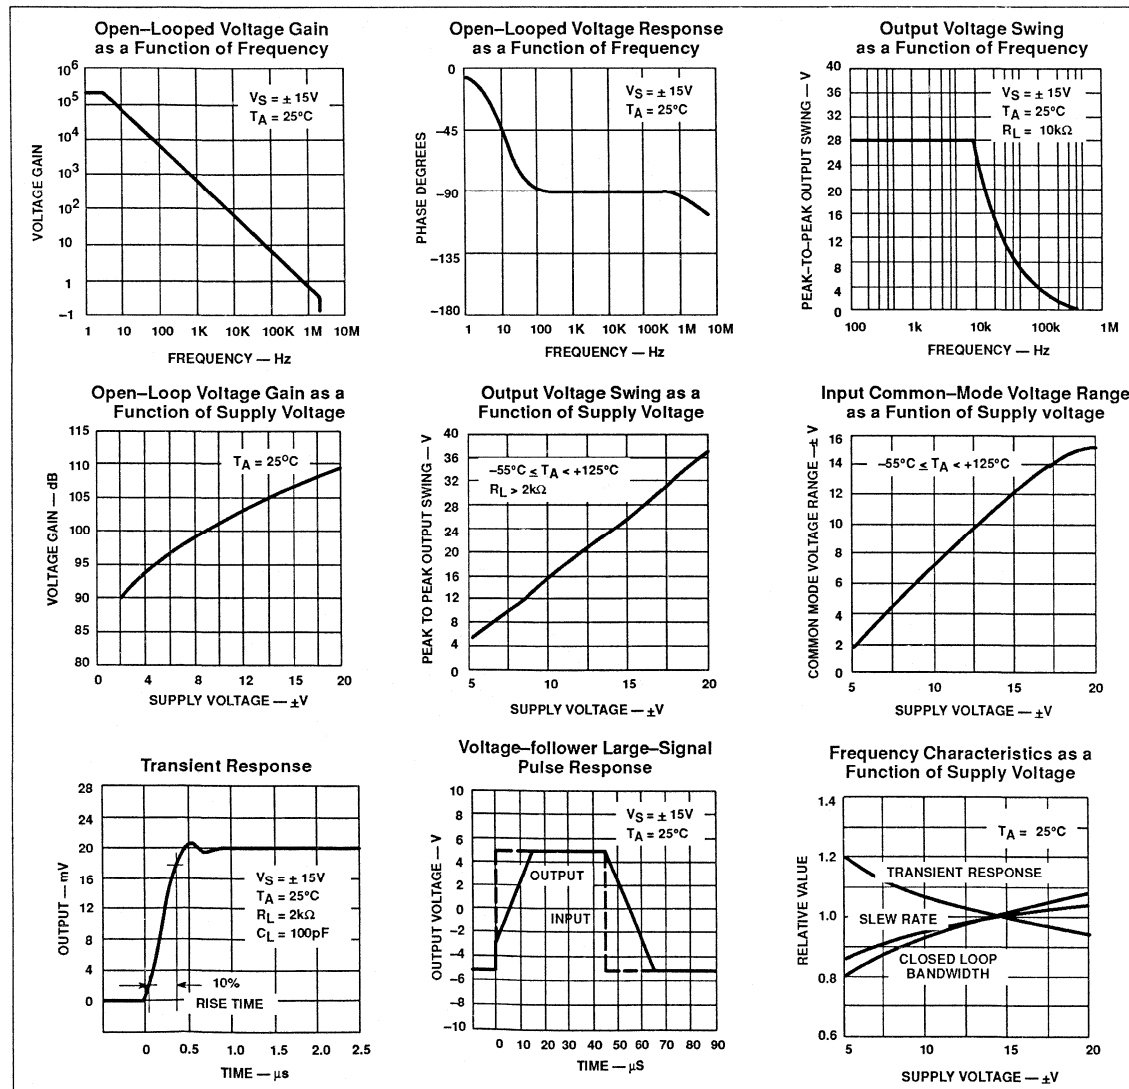 Open–Looped Voltage Gain
as a Function of Frequency
10⁶
10⁵
10⁴
10³
10²
10
1
–1
VOLTAGE GAIN
VS = ± 15V
TA = 25°C
1 10 100 1K 10K 100K 1M 10M
FREQUENCY — Hz
Open–Looped Voltage Response
as a Function of Frequency
0
–45
–90
–135
–180
PHASE DEGREES
VS = ± 15V
TA = 25°C
1 10 100 1K 10K 100K 1M 10M
FREQUENCY — Hz
Output Voltage Swing
as a Function of Frequency
40
36
32
28
28
20
16
12
8
4
0
PEAK–TO–PEAK OUTPUT SWING — V
VS = ± 15V
TA = 25°C
RL = 10kΩ
100 1k 10k 100k 1M
FREQUENCY — Hz
Open–Loop Voltage Gain as a
Function of Supply Voltage
115
110
105
100
95
90
85
80
VOLTAGE GAIN — dB
TA = 25°C
0 4 8 12 16 20
SUPPLY VOLTAGE — ±V
Output Voltage Swing as a
Function of Supply Voltage
40
36
32
28
24
20
16
12
8
4
0
PEAK TO PEAK OUTPUT SWING — V
–55°C ≤ TA < +125°C
RL > 2kΩ
5 10 15 20
SUPPLY VOLTAGE — ±V
Input Common–Mode Voltage Range
as a Funtion of Supply voltage
16
14
12
10
8
6
4
2
0
COMMON MODE VOLTAGE RANGE — ± V
–55°C ≤ TA < +125°C
5 10 15 20
SUPPLY VOLTAGE — ±V
Transient Response
28
24
20
16
12
8
4
0
OUTPUT — mV
VS = ± 15V
TA = 25°C
RL = 2kΩ
CL = 100pF
10%
RISE TIME
0 0.5 1.0 1.5 2.0 2.5
TIME — µs
Voltage–follower Large–Signal
Pulse Response
10
8
6
4
2
0
–2
–4
–6
–8
–10
OUTPUT VOLTAGE — V
VS = ± 15V
TA = 25°C
OUTPUT
INPUT
0 10 20 30 40 50 60 70 80 90
TIME — µS
Frequency Characteristics as a
Function of Supply Voltage
1.4
1.2
1.0
0.8
0.6
RELATIVE VALUE
TA = 25°C
TRANSIENT RESPONSE
SLEW RATE
CLOSED LOOP
BANDWIDTH
5 10 15 20
SUPPLY VOLTAGE — ±V